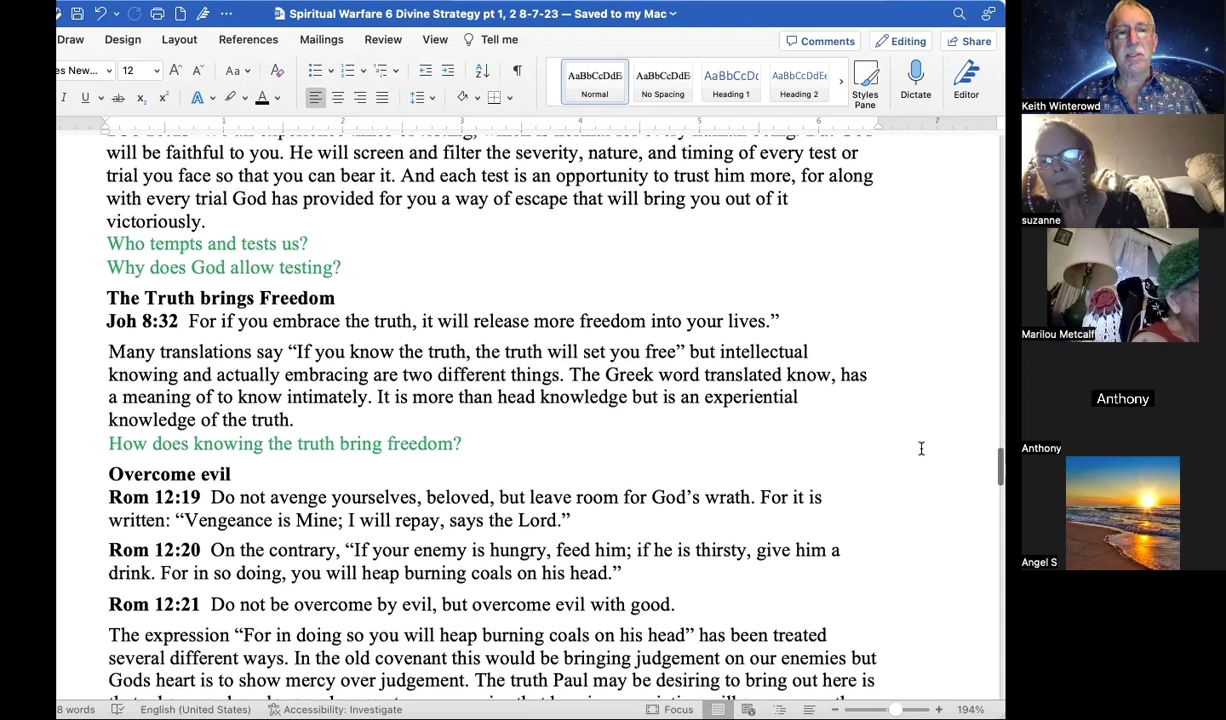 Spiritual Warfare 6 Divine Strategy pt 1, 2 8-7-23 — Saved to my Mac
Draw Design Layout References Mailings Review View Tell me
Comments Editing Share
es New... 12 Aa
AaBbCcDdE AaBbCcDdE AaBbCcDc AaBbCcDdE
Normal No Spacing Heading 1 Heading 2
Styles Pane Dictate Editor
1 2 3 4 5 6 7
will be faithful to you. He will screen and filter the severity, nature, and timing of every test or
trial you face so that you can bear it. And each test is an opportunity to trust him more, for along
with every trial God has provided for you a way of escape that will bring you out of it
victoriously.
Who tempts and tests us?
Why does God allow testing?
The Truth brings Freedom
Joh 8:32 For if you embrace the truth, it will release more freedom into your lives.”
Many translations say “If you know the truth, the truth will set you free” but intellectual
knowing and actually embracing are two different things. The Greek word translated know, has
a meaning of to know intimately. It is more than head knowledge but is an experiential
knowledge of the truth.
How does knowing the truth bring freedom?
Overcome evil
Rom 12:19 Do not avenge yourselves, beloved, but leave room for God’s wrath. For it is
written: “Vengeance is Mine; I will repay, says the Lord.”
Rom 12:20 On the contrary, “If your enemy is hungry, feed him; if he is thirsty, give him a
drink. For in so doing, you will heap burning coals on his head.”
Rom 12:21 Do not be overcome by evil, but overcome evil with good.
The expression “For in doing so you will heap burning coals on his head” has been treated
several different ways. In the old covenant this would be bringing judgement on our enemies but
Gods heart is to show mercy over judgement. The truth Paul may be desiring to bring out here is
8 words English (United States) Accessibility: Investigate Focus 194%
Keith Winterowd
suzanne
Marilou Metcalf
Anthony
Anthony
Angel S